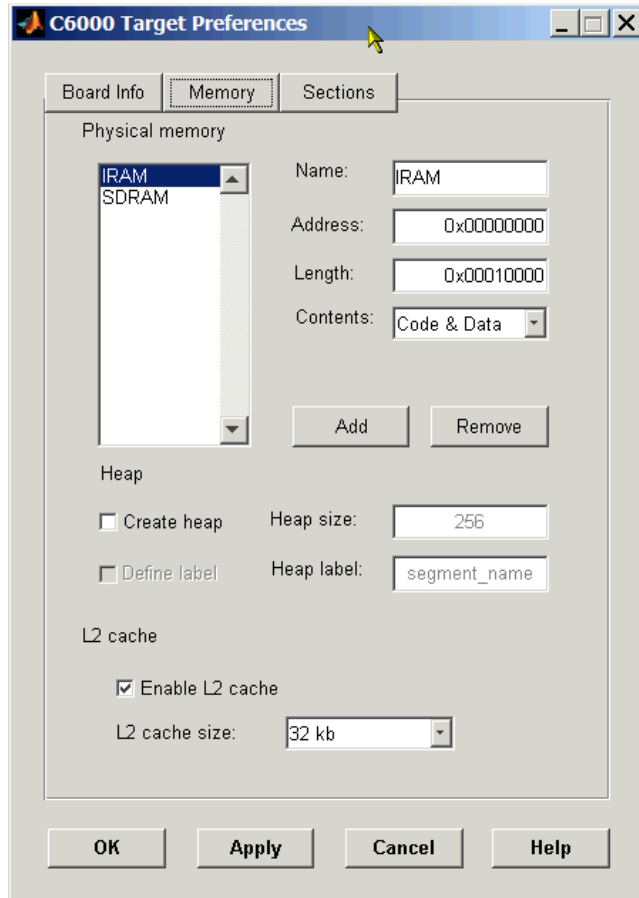 C6000 Target Preferences
Board Info Memory Sections
Physical memory
IRAM
SDRAM
Name: IRAM
Address: 0x00000000
Length: 0x00010000
Contents: Code & Data
Add Remove
Heap
Create heap Heap size: 256
Define label Heap label: segment_name
L2 cache
Enable L2 cache
L2 cache size: 32 kb
OK Apply Cancel Help